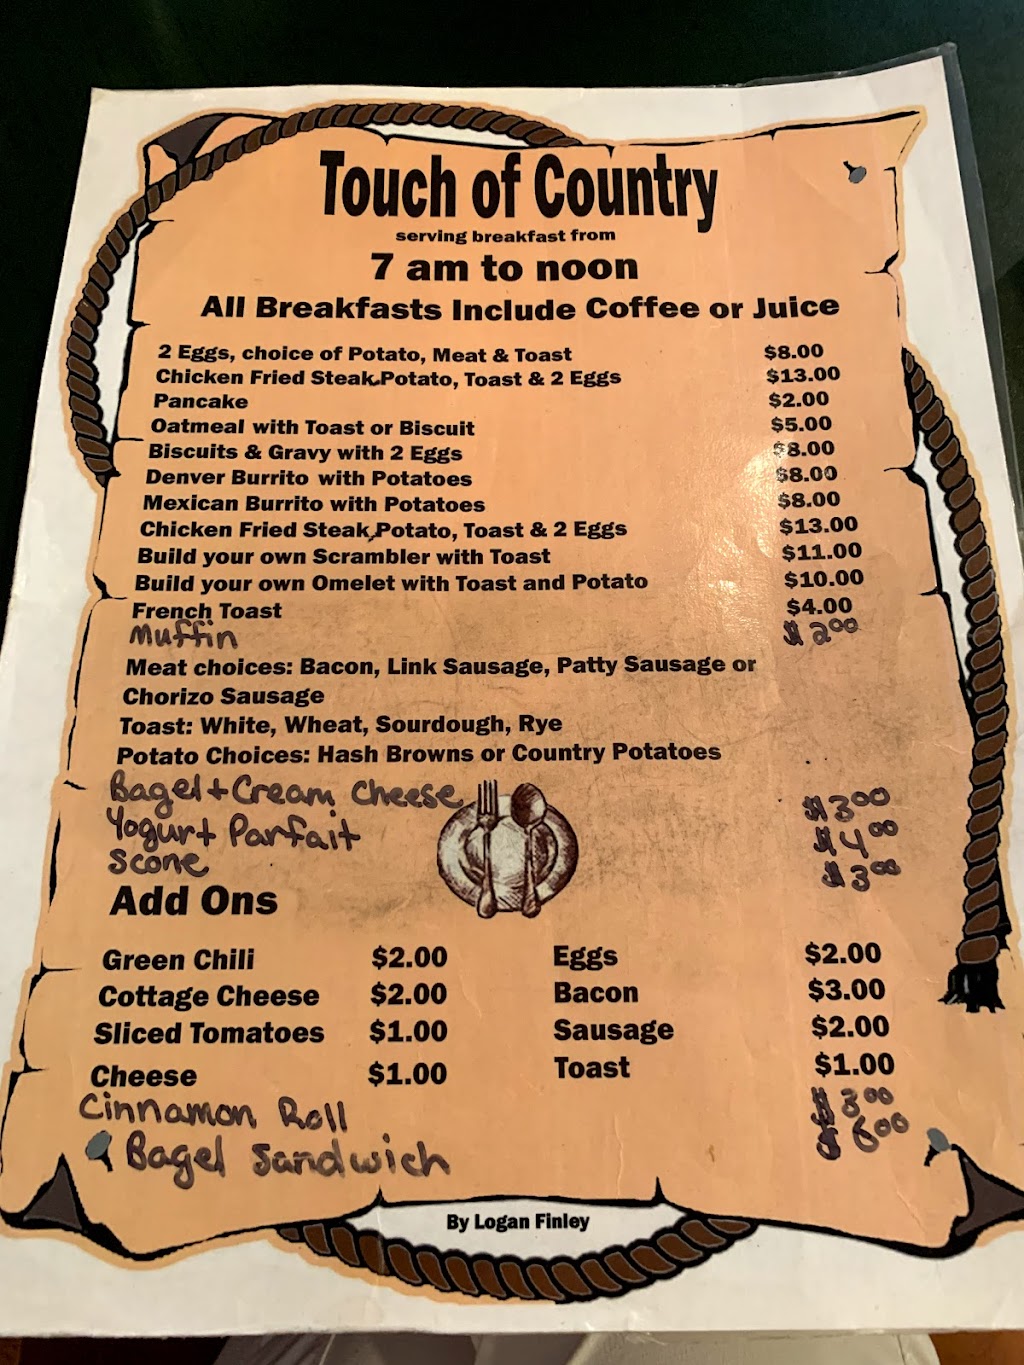 Touch of Country
serving breakfast from
7 am to noon
All Breakfasts Include Coffee or Juice
2 Eggs, choice of Potato, Meat & Toast $8.00
Chicken Fried Steak, Potato, Toast & 2 Eggs $13.00
Pancake $2.00
Oatmeal with Toast or Biscuit $5.00
Biscuits & Gravy with 2 Eggs $8.00
Denver Burrito with Potatoes $8.00
Mexican Burrito with Potatoes $8.00
Chicken Fried Steak, Potato, Toast & 2 Eggs $13.00
Build your own Scrambler with Toast $11.00
Build your own Omelet with Toast and Potato $10.00
French Toast $4.00
Muffin $2.00
Meat choices: Bacon, Link Sausage, Patty Sausage or
Chorizo Sausage
Toast: White, Wheat, Sourdough, Rye
Potato Choices: Hash Browns or Country Potatoes
Bagel + Cream Cheese $3.00
Yogurt Parfait $4.00
Scone $3.00
Add Ons
Green Chili $2.00 Eggs $2.00
Cottage Cheese $2.00 Bacon $3.00
Sliced Tomatoes $1.00 Sausage $2.00
Cheese $1.00 Toast $1.00
Cinnamon Roll $3.00
Bagel Sandwich $6.00
By Logan Finley